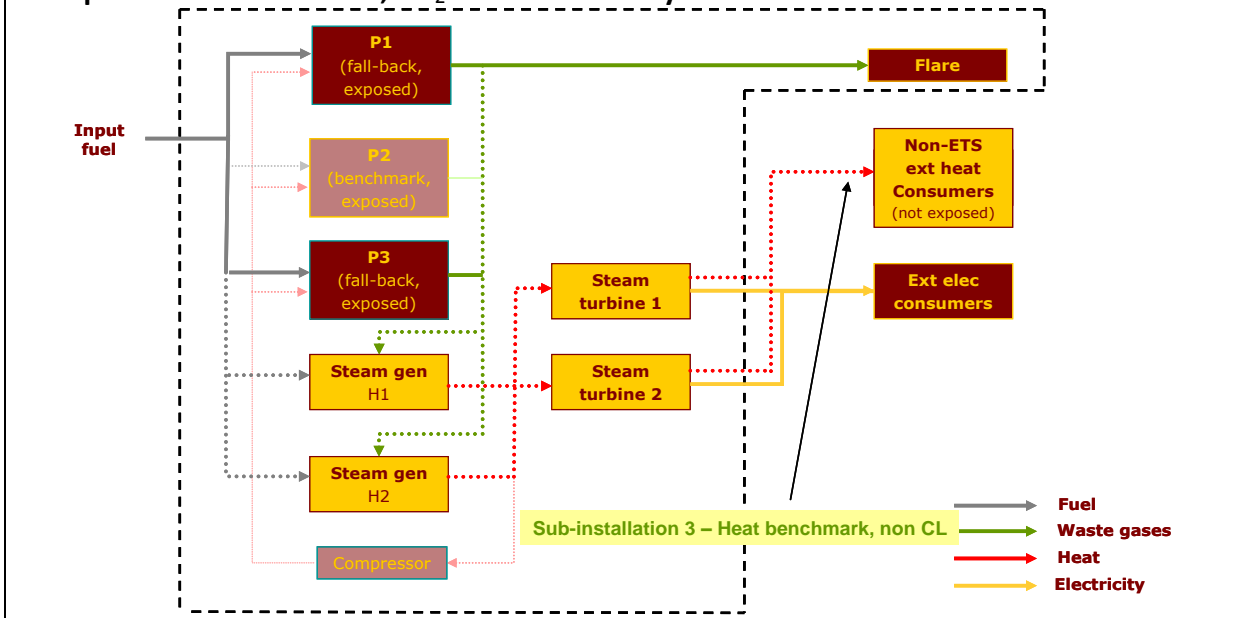 P1
(fall-back,
exposed)
Flare
Input
fuel
P2
(benchmark,
exposed)
Non-ETS
ext heat
Consumers
(not exposed)
P3
(fall-back,
exposed)
Steam
turbine 1
Ext elec
consumers
Steam gen
H1
Steam
turbine 2
Steam gen
H2
Sub-installation 3 – Heat benchmark, non CL
Compressor
Fuel
Waste gases
Heat
Electricity